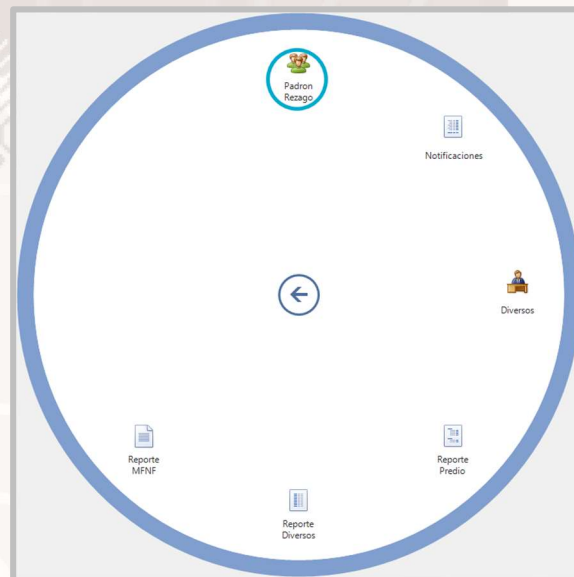 Padron
Rezago
Notificaciones
Diversos
Reporte
Predio
Reporte
MFNF
Reporte
Diversos